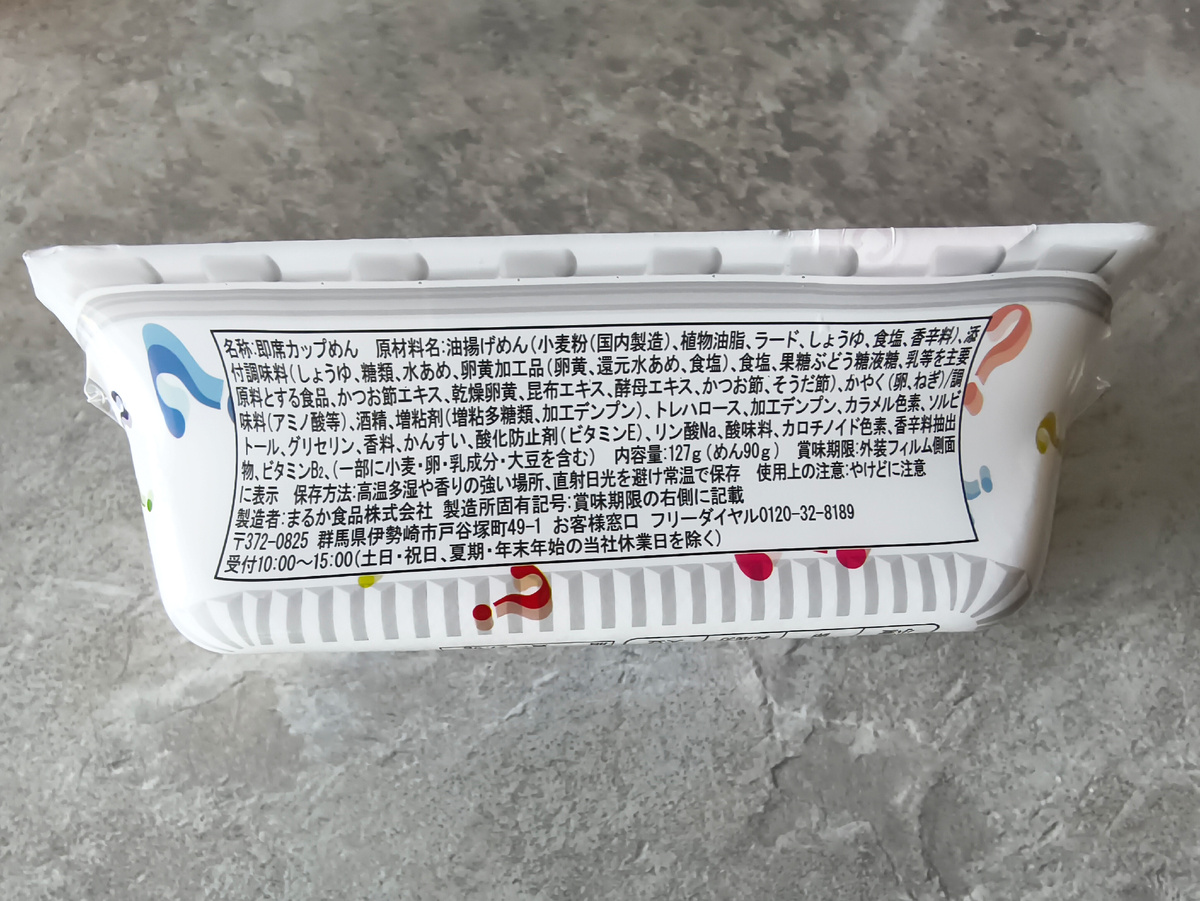 名称:即席カップめん 原材料名:油揚げめん(小麦粉(国内製造)、植物油脂、ラード、しょうゆ、食塩、香辛料)、添
付調味料(しょうゆ、糖類、水あめ、卵黄加工品(卵黄、還元水あめ、食塩)、食塩、果糖ぶどう糖液糖、乳等を主要
原料とする食品、かつお節エキス、乾燥卵黄、昆布エキス、酵母エキス、かつお節、そうだ節)、かやく(卵、ねぎ)/調
味料(アミノ酸等)、酒精、増粘剤(増粘多糖類、加工デンプン)、トレハロース、加工デンプン、カラメル色素、ソルビ
トール、グリセリン、香料、かんすい、酸化防止剤(ビタミンE)、リン酸Na、酸味料、カロチノイド色素、香辛料抽出
物、ビタミンB2、(一部に小麦・卵・乳成分・大豆を含む) 内容量:127g(めん90g) 賞味期限:外装フィルム側面
に表示 保存方法:高温多湿や香りの強い場所、直射日光を避け常温で保存 使用上の注意:やけどに注意
製造者:まるか食品株式会社 製造所固有記号:賞味期限の右側に記載
〒372-0825 群馬県伊勢崎市戸谷塚町49-1 お客様窓口 フリーダイヤル0120-32-8189
受付10:00～15:00(土日・祝日、夏期・年末年始の当社休業日を除く)